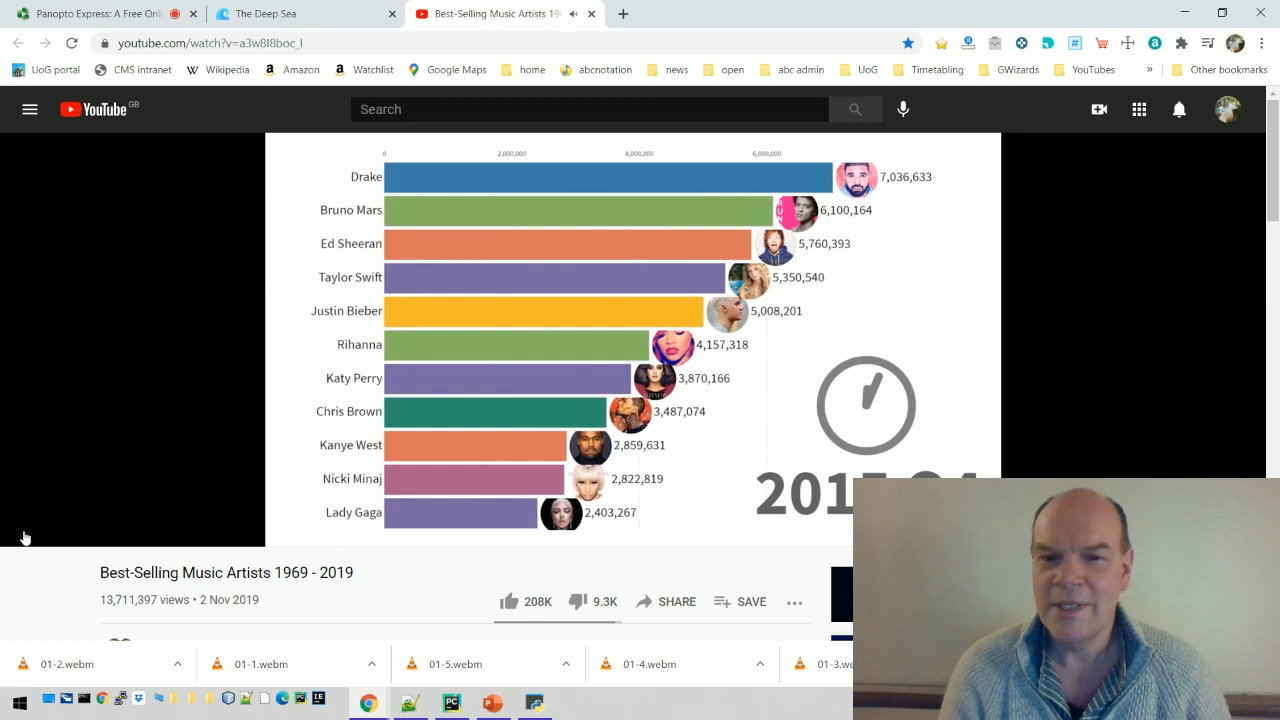 Panopto: A Free Onli
The Deep Sea
Best-Selling Music Artists 19
youtube.com/watch?v=a3w8I8boc_I
UoG portal
CMS intranet
Wikipedia
Amazon
Watchlist
Google Maps
home
abcnotation
news
open
abc admin
UoG
Timetabling
GWizards
YouTubes
»
Other bookmarks
YouTube GB
Search
0 2,000,000 4,000,000 6,000,000
Drake 7,036,633
Bruno Mars 6,100,164
Ed Sheeran 5,760,393
Taylor Swift 5,350,540
Justin Bieber 5,008,201
Rihanna 4,157,318
Katy Perry 3,870,166
Chris Brown 3,487,074
Kanye West 2,859,631
Nicki Minaj 2,822,819
Lady Gaga 2,403,267
Best-Selling Music Artists 1969 - 2019
13,711,397 views • 2 Nov 2019
208K 9.3K SHARE SAVE
01-2.webm
01-1.webm
01-5.webm
01-4.webm
01-3.we